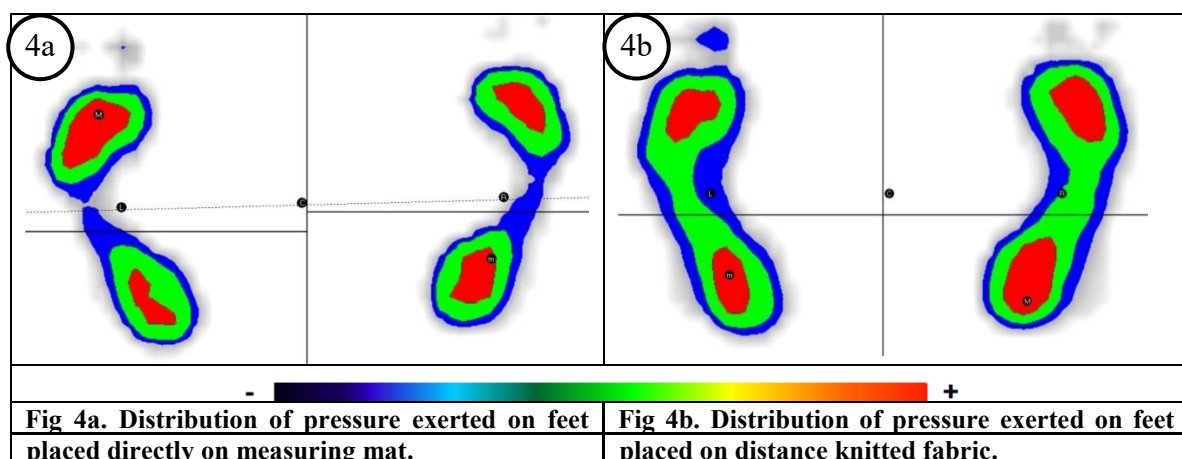 4a
4b
M
L
C
R
m
L
C
R
m
M
- +
Fig 4a. Distribution of pressure exerted on feet
placed directly on measuring mat.
Fig 4b. Distribution of pressure exerted on feet
placed on distance knitted fabric.